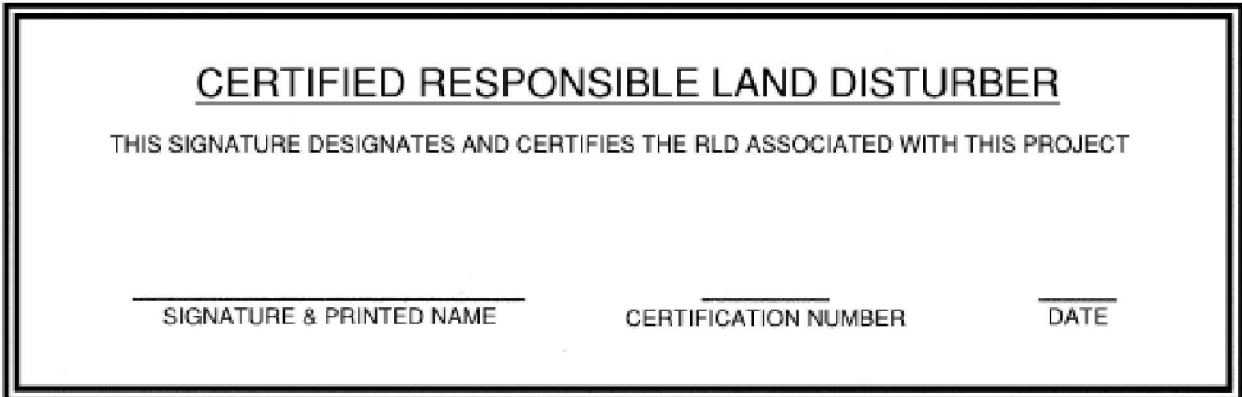 CERTIFIED RESPONSIBLE LAND DISTURBER
THIS SIGNATURE DESIGNATES AND CERTIFIES THE RLD ASSOCIATED WITH THIS PROJECT
SIGNATURE & PRINTED NAME CERTIFICATION NUMBER DATE